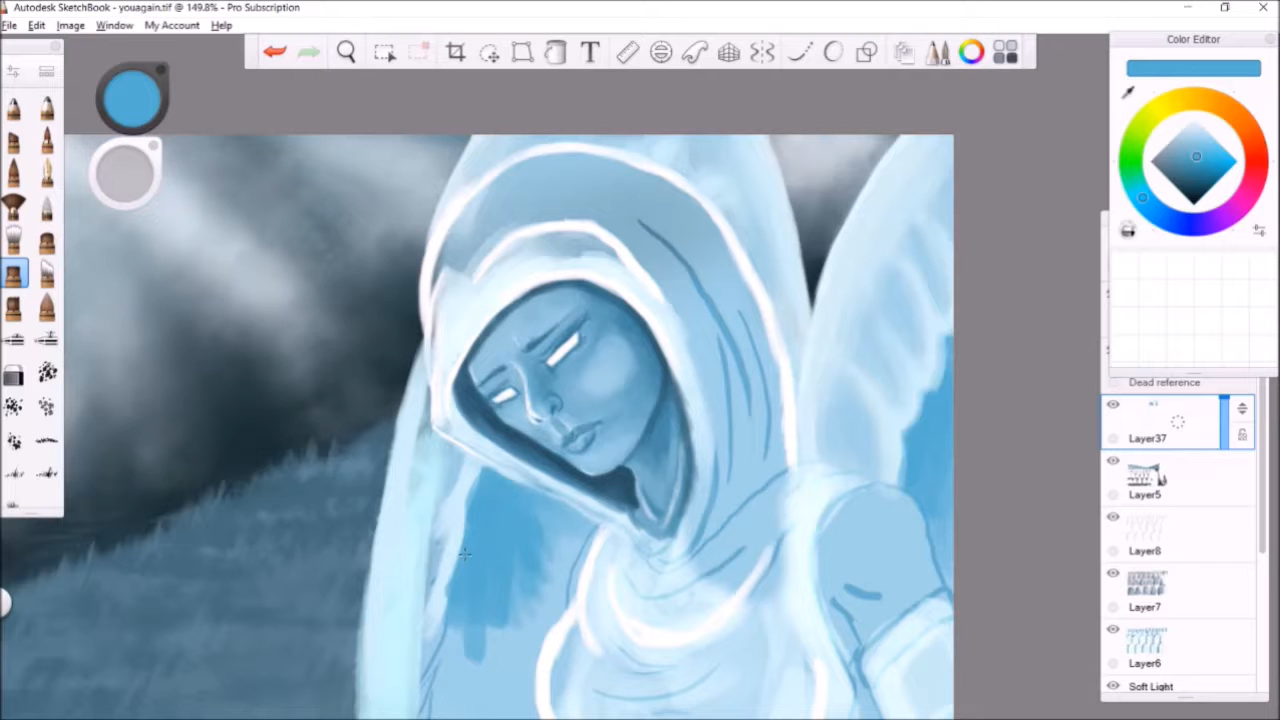 Autodesk SketchBook - youagain.tif @ 149.8% - Pro Subscription
File Edit Image Window My Account Help
T
Color Editor
Dead reference
Layer37
Layer5
Layer8
Layer7
Layer6
Soft Light